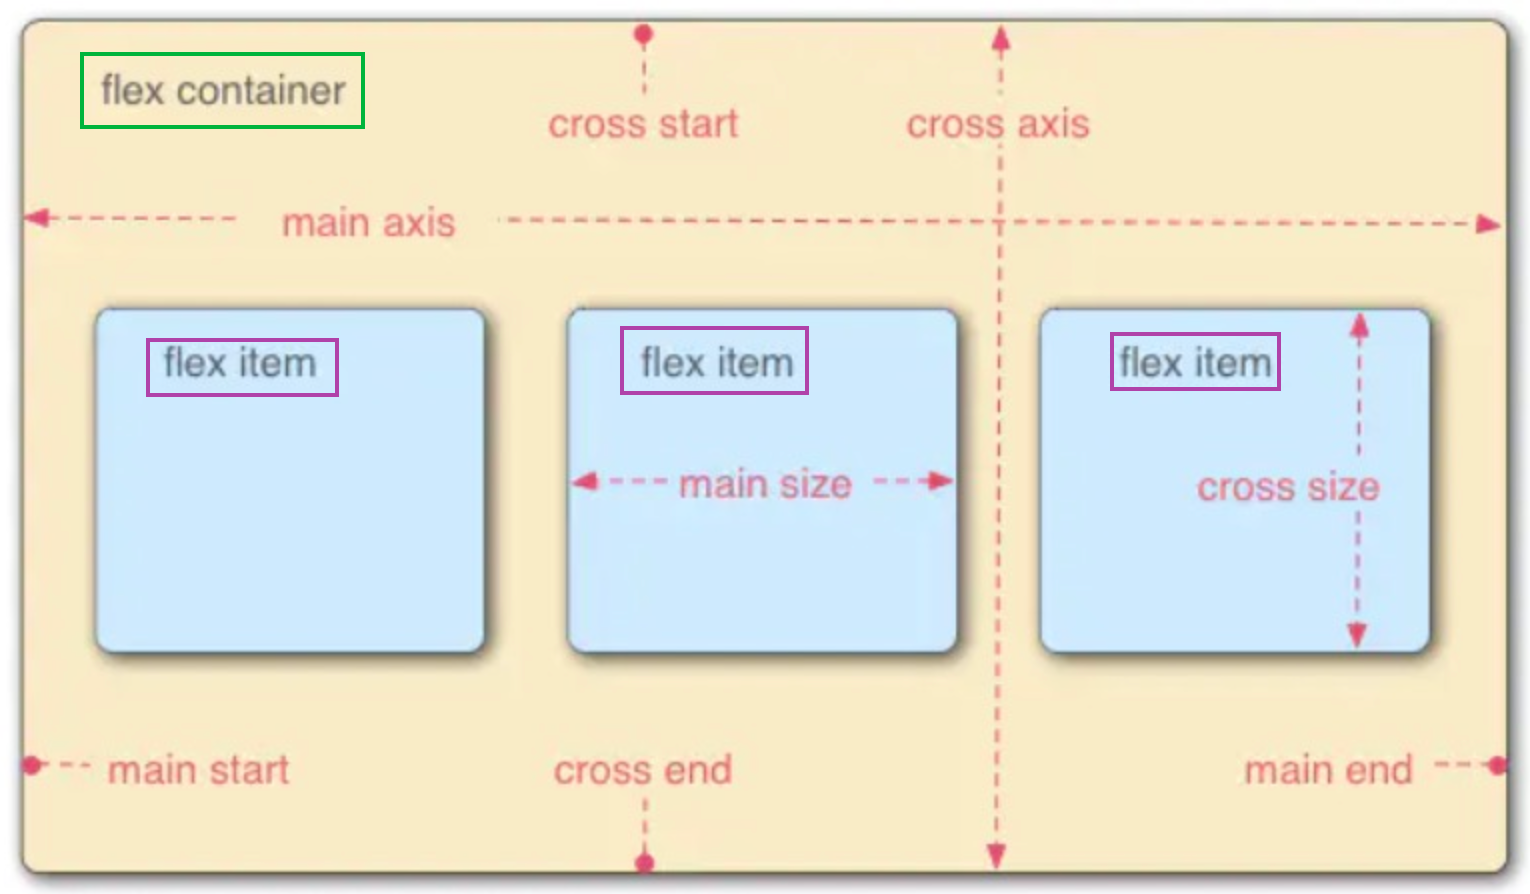 flex container
cross start
cross axis
main axis
flex item
flex item
flex item
main size
cross size
main start
cross end
main end